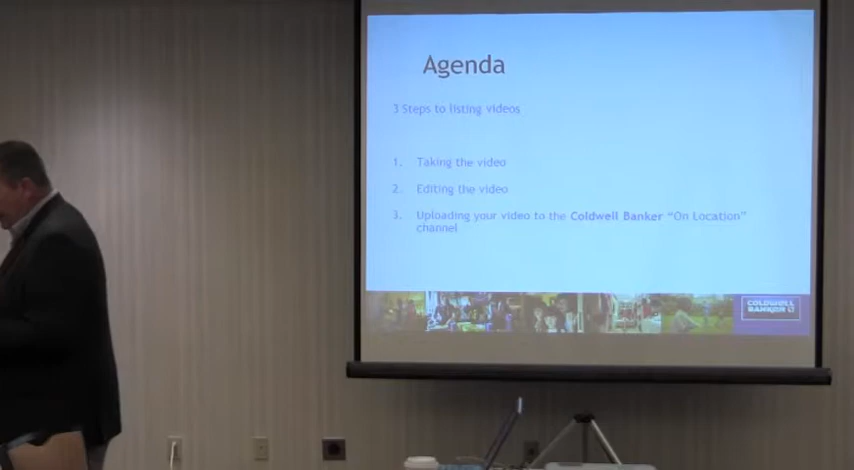 Agenda
3 Steps to listing videos
1. Taking the video
2. Editing the video
3. Uploading your video to the Coldwell Banker “On Location”
channel
COLDWELL
BANKER